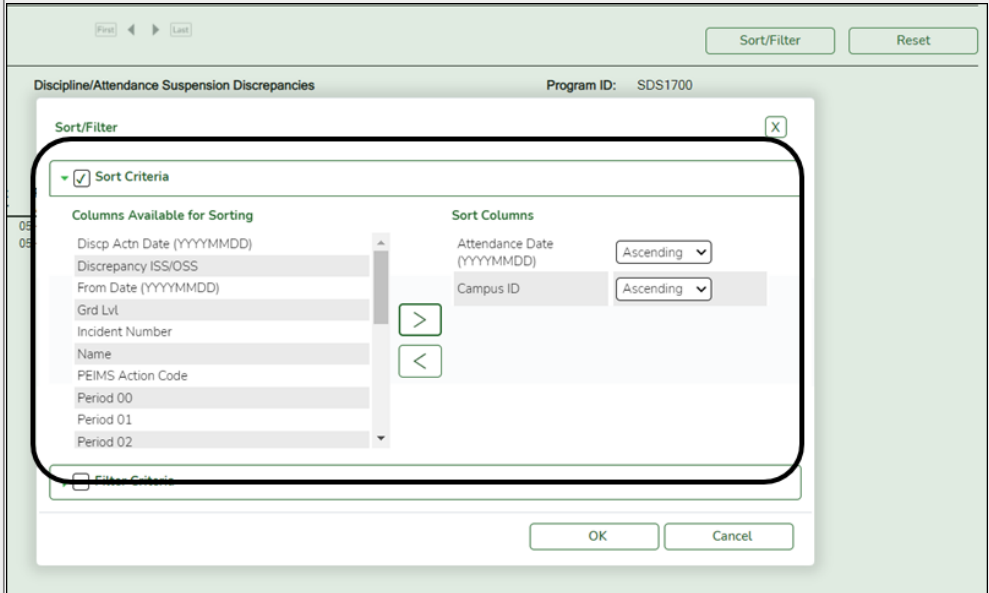 First Last
Sort/Filter Reset
Discipline/Attendance Suspension Discrepancies Program ID: SDS1700
Sort/Filter X
Sort Criteria
Columns Available for Sorting Sort Columns
Discp Actn Date (YYYYMMDD)
Discrepancy ISS/OSS
From Date (YYYYMMDD)
Grd Lvl
Incident Number
Name
PEIMS Action Code
Period 00
Period 01
Period 02
Attendance Date
(YYYYMMDD) Ascending
Campus ID Ascending
>
<
05
05
Filter Criteria
OK Cancel